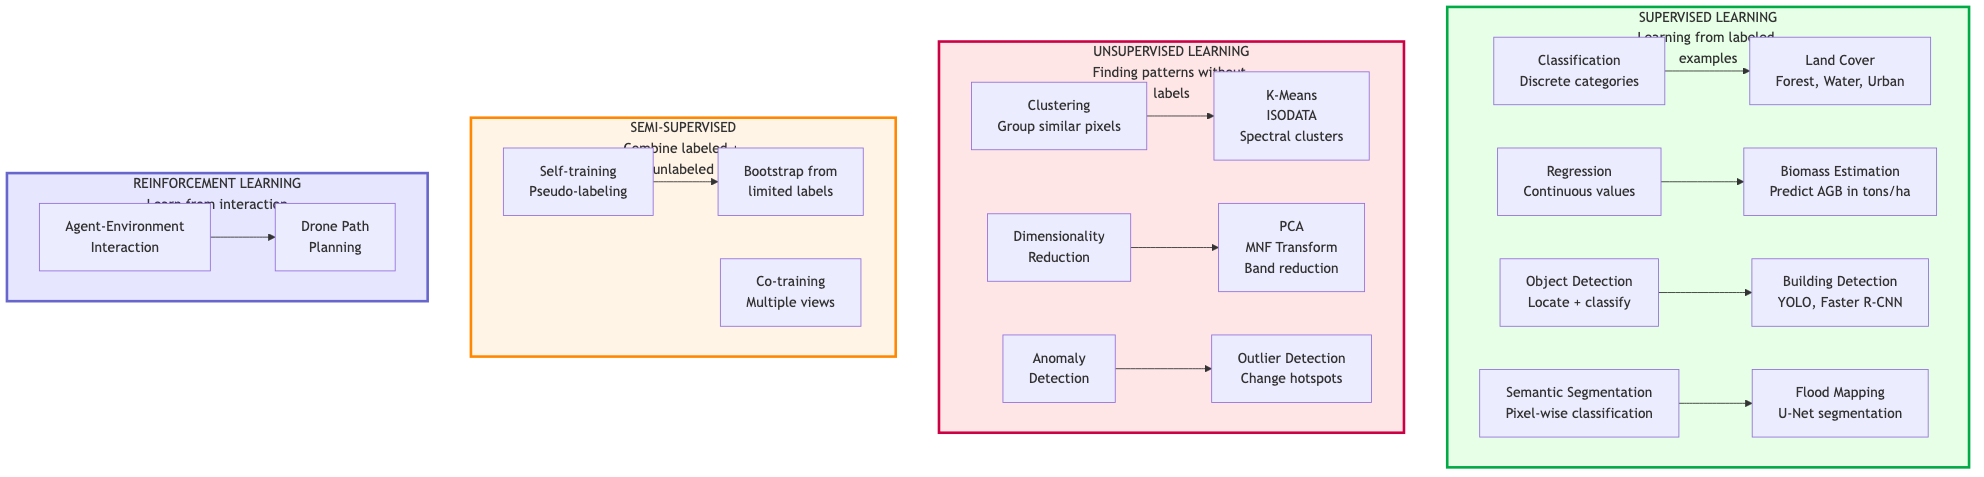 REINFORCEMENT LEARNING
Learn from interaction
Agent-Environment
Interaction
Drone Path
Planning
SEMI-SUPERVISED
Combine labeled +
unlabeled
Self-training
Pseudo-labeling
Bootstrap from
limited labels
Co-training
Multiple views
UNSUPERVISED LEARNING
Finding patterns without
labels
Clustering
Group similar pixels
K-Means
ISODATA
Spectral clusters
Dimensionality
Reduction
PCA
MNF Transform
Band reduction
Anomaly
Detection
Outlier Detection
Change hotspots
SUPERVISED LEARNING
Learning from labeled
examples
Classification
Discrete categories
Land Cover
Forest, Water, Urban
Regression
Continuous values
Biomass Estimation
Predict AGB in tons/ha
Object Detection
Locate + classify
Building Detection
YOLO, Faster R-CNN
Semantic Segmentation
Pixel-wise classification
Flood Mapping
U-Net segmentation